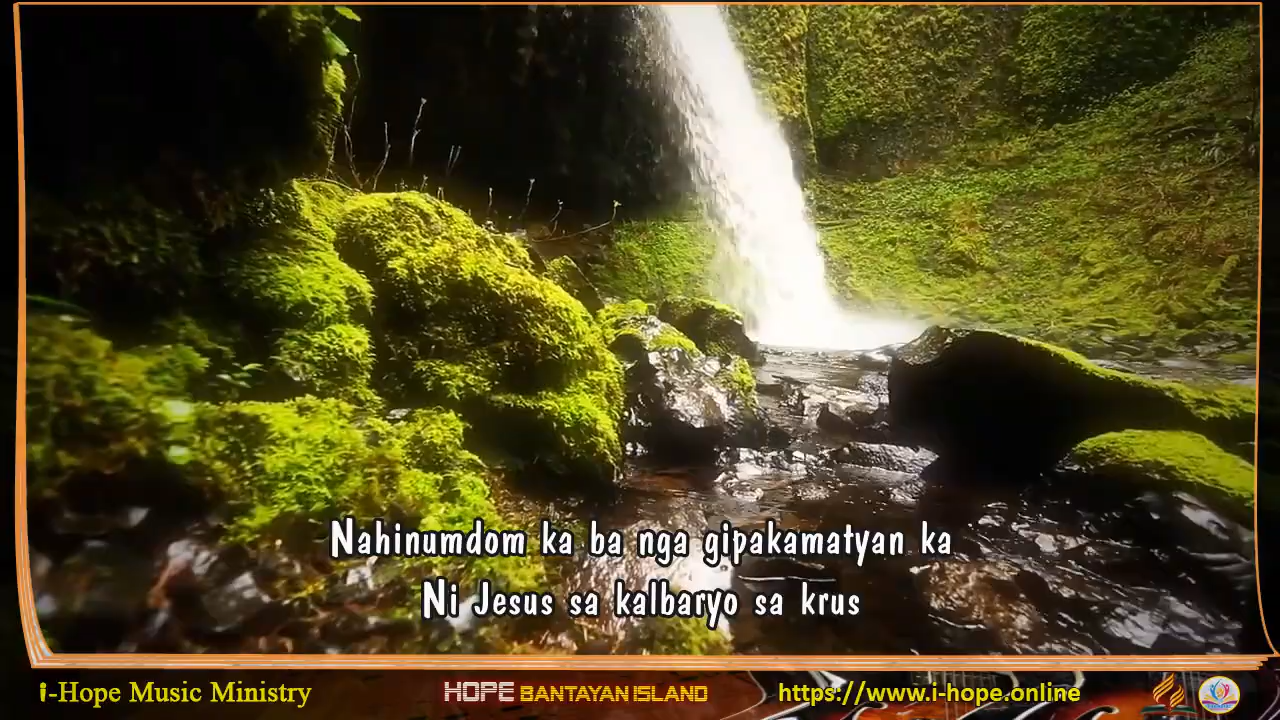 Nahinumdom ka ba nga gipakamatyan ka
Ni Jesus sa kalbaryo sa krus
i-Hope Music Ministry
HOPE BANTAYAN ISLAND
https://www.i-hope.online